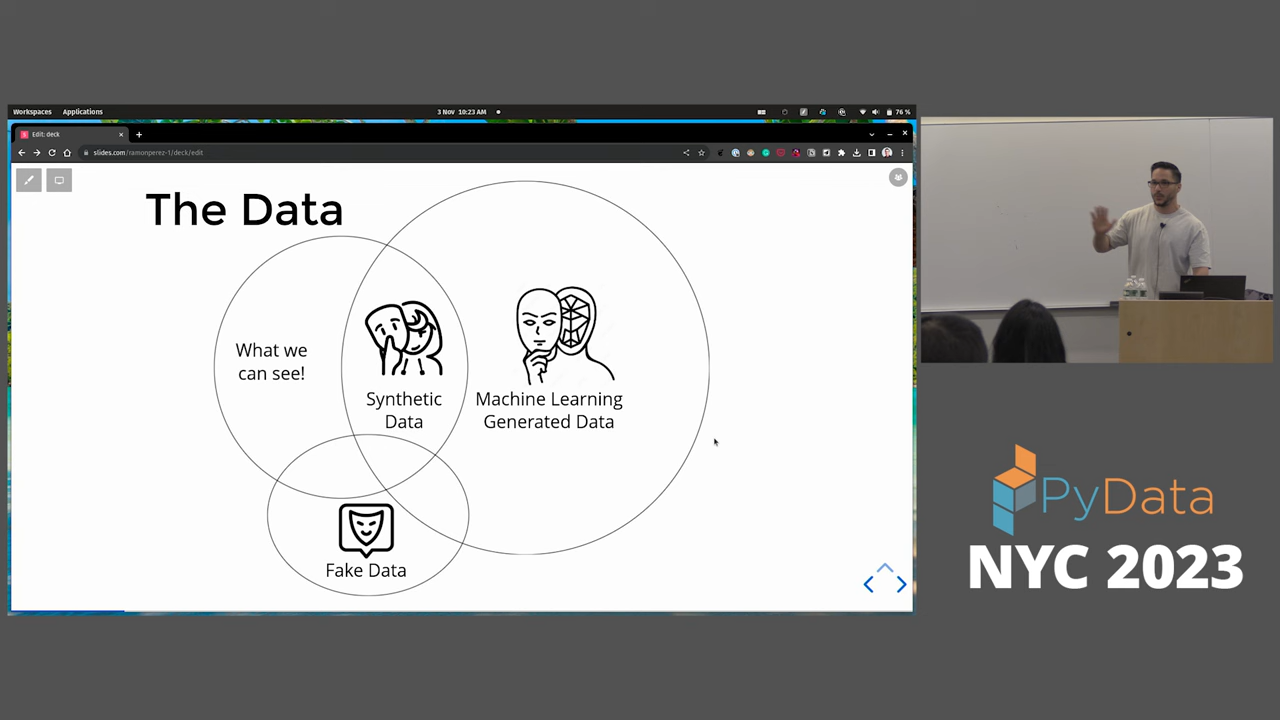 Workspaces Applications 3 Nov 10:23 AM 76 %
Edit: deck
slides.com/ramonperez-1/deck/edit
The Data
What we
can see!
Synthetic
Data
Machine Learning
Generated Data
Fake Data
PyData
NYC 2023